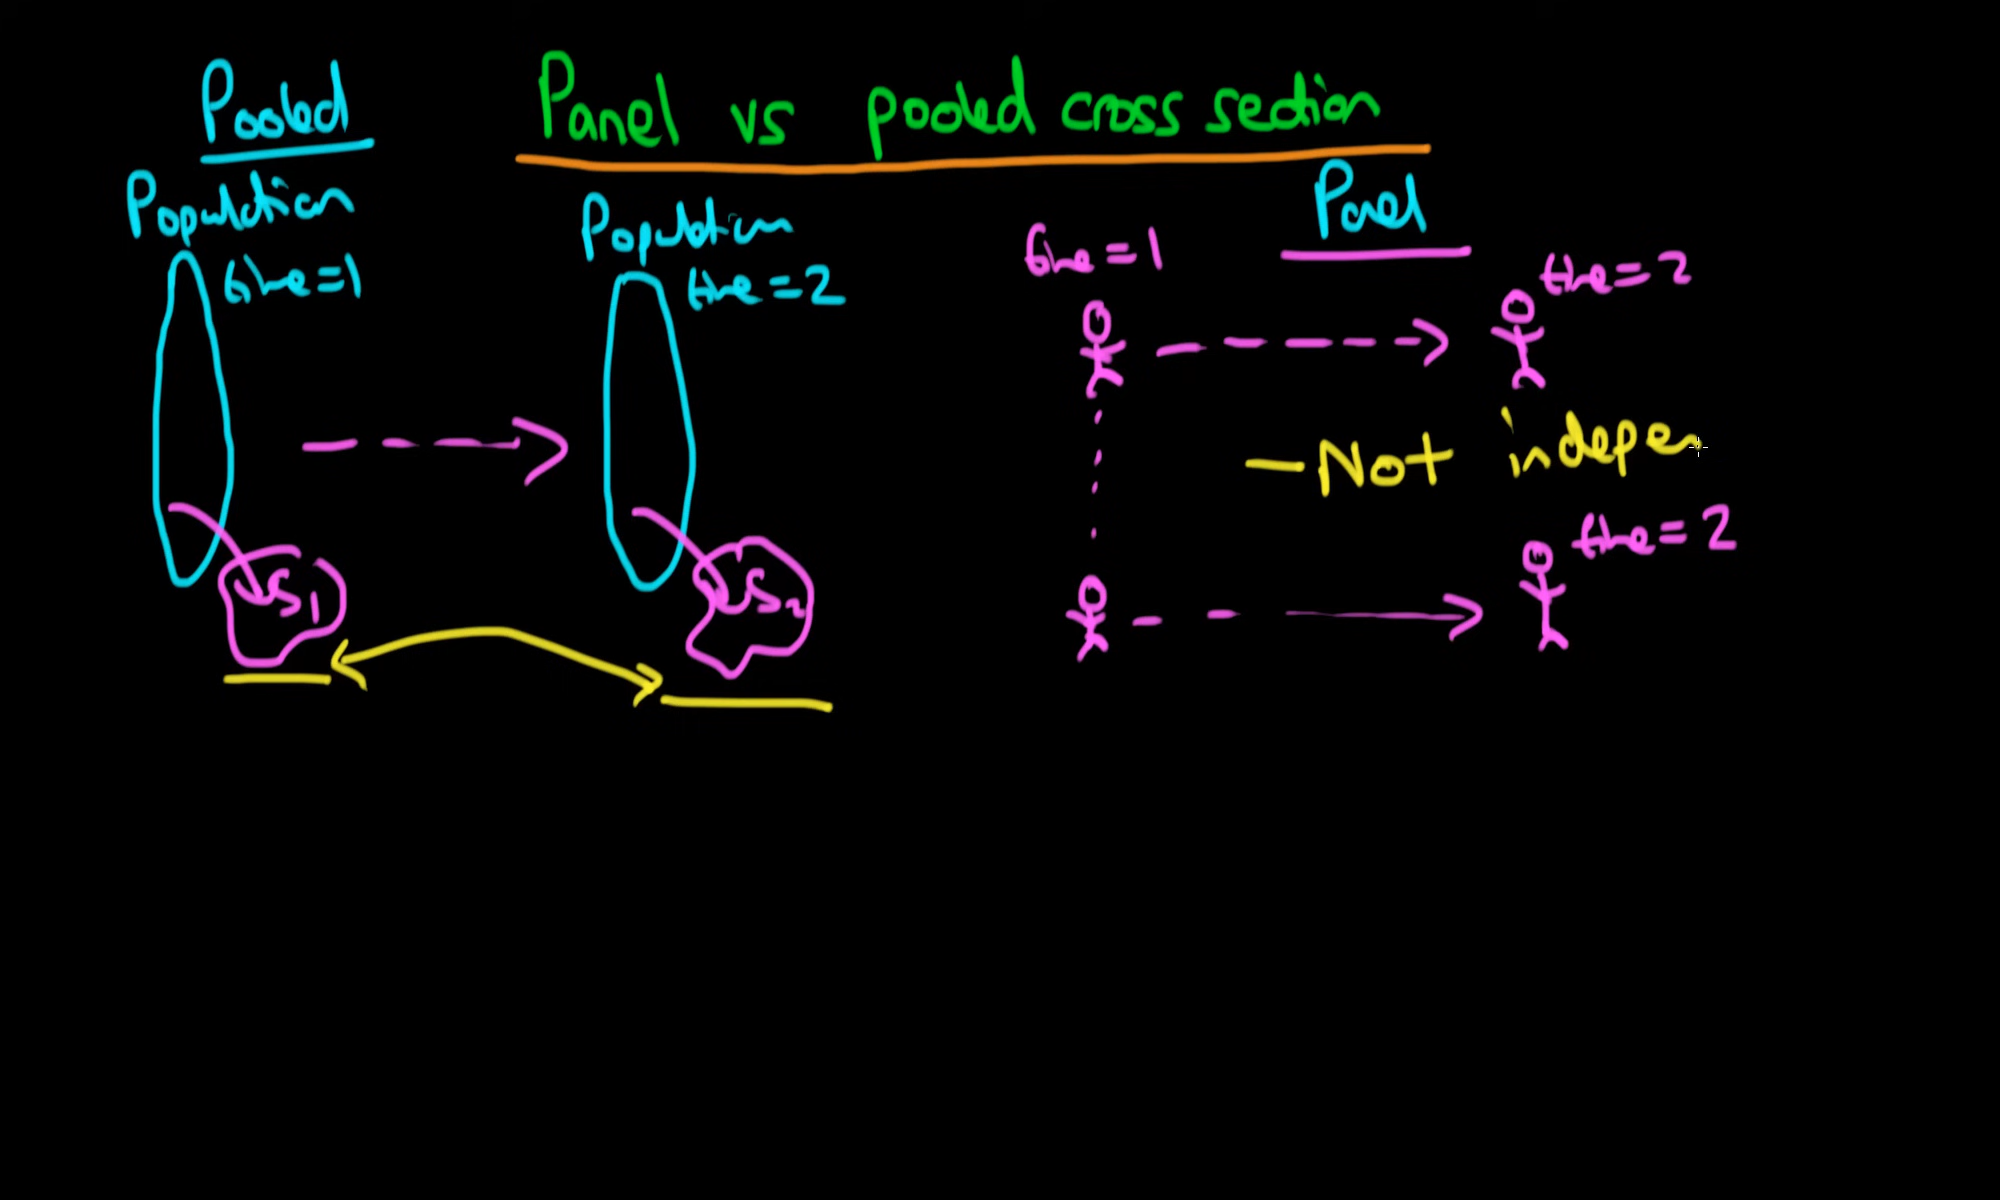 Pooled
Panel vs pooled cross section
Population
time=1
Population
time=2
Panel
time=1
time=2
- Not indepen
time=2
S1
S2